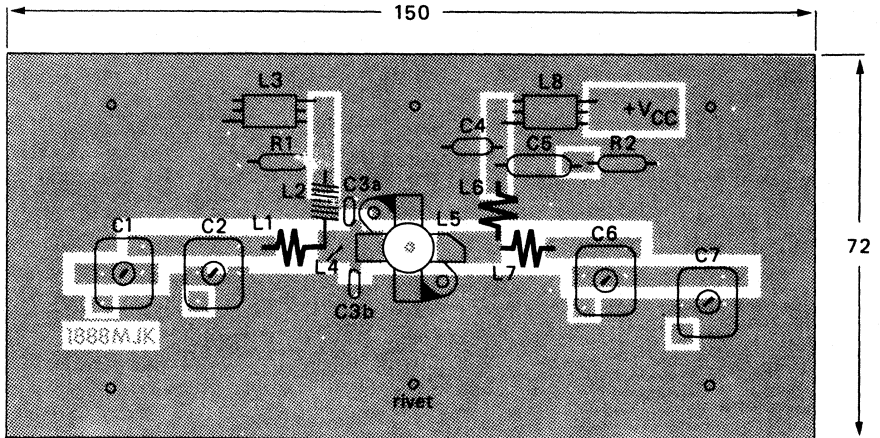 150
L3
L8
+VCC
C4
R1
C5
R2
L2
C3a
L6
C1
C2
L1
L5
C6
L4
L7
C7
72
C3b
1888MJK
rivet